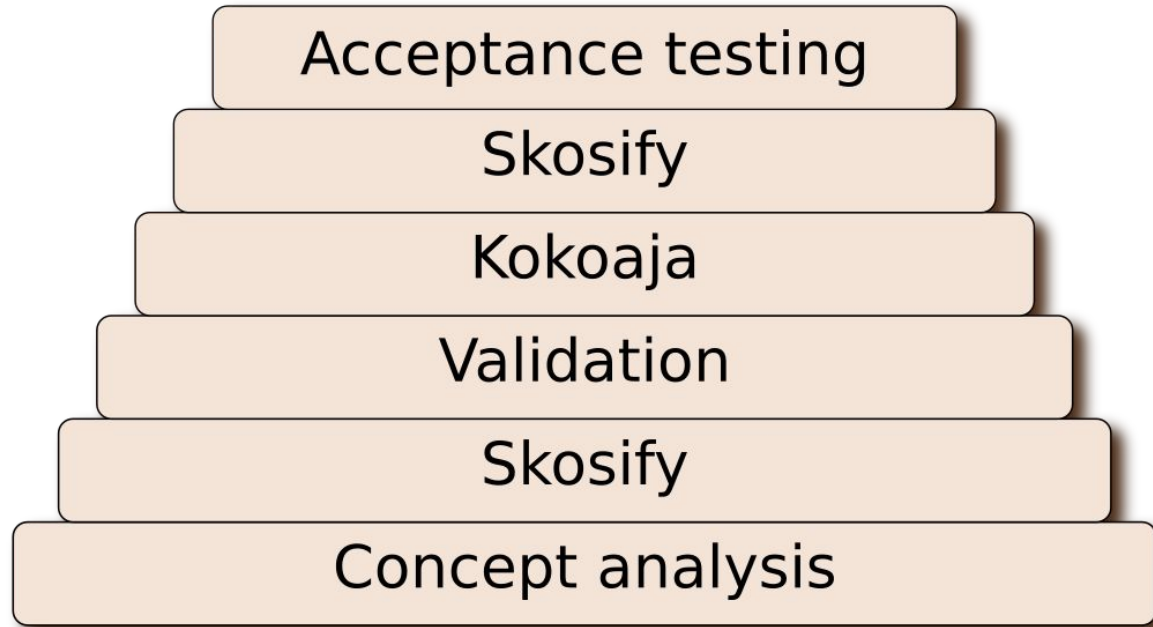 Acceptance testing
Skosify
Kokoaja
Validation
Skosify
Concept analysis